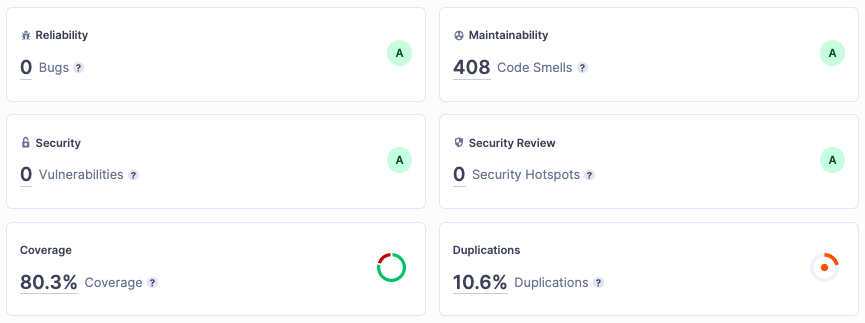 Reliability
0 Bugs ?
A
Maintainability
408 Code Smells ?
A
Security
0 Vulnerabilities ?
A
Security Review
0 Security Hotspots ?
A
Coverage
80.3% Coverage ?
Duplications
10.6% Duplications ?